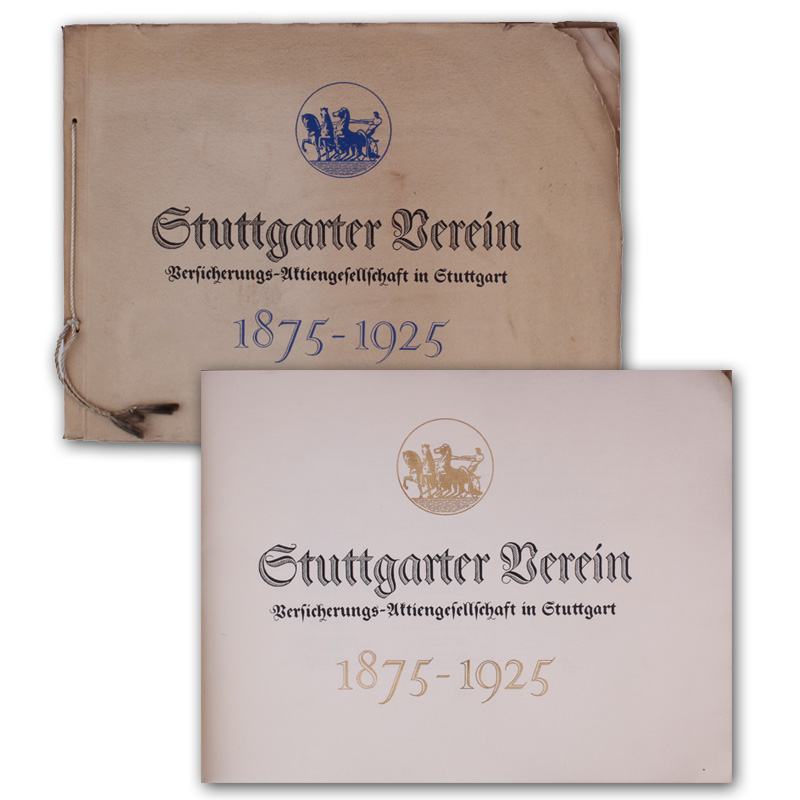 Stuttgarter Verein
Versicherungs-Aktiengesellschaft in Stuttgart
1875-1925
Stuttgarter Verein
Versicherungs-Aktiengesellschaft in Stuttgart
1875-1925